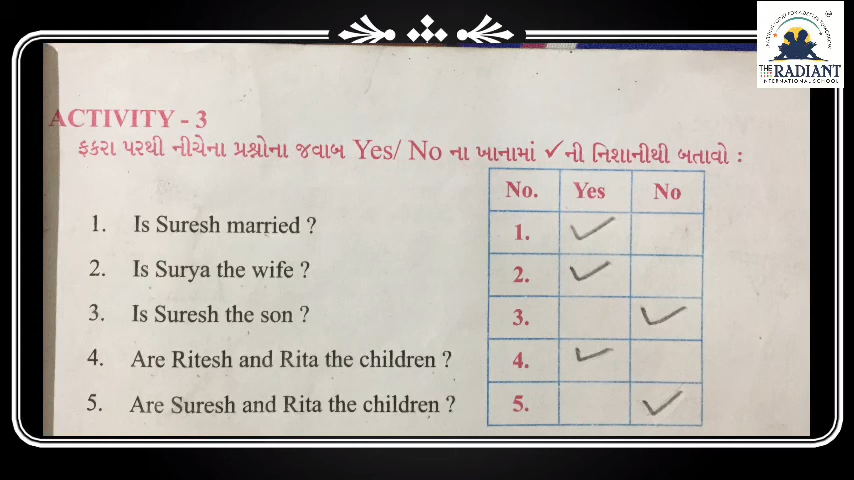 THE RADIANT
INTERNATIONAL SCHOOL
ACTIVITY - 3
ફકરા પરથી નીચેના પ્રશ્નોના જવાબ Yes/ No ના ખાનામાં ✓ની નિશાનીથી બતાવો :
No. Yes No
1. Is Suresh married ? 1. ✓
2. Is Surya the wife ? 2. ✓
3. Is Suresh the son ? 3. ✓
4. Are Ritesh and Rita the children ? 4. ✓
5. Are Suresh and Rita the children ? 5. ✓